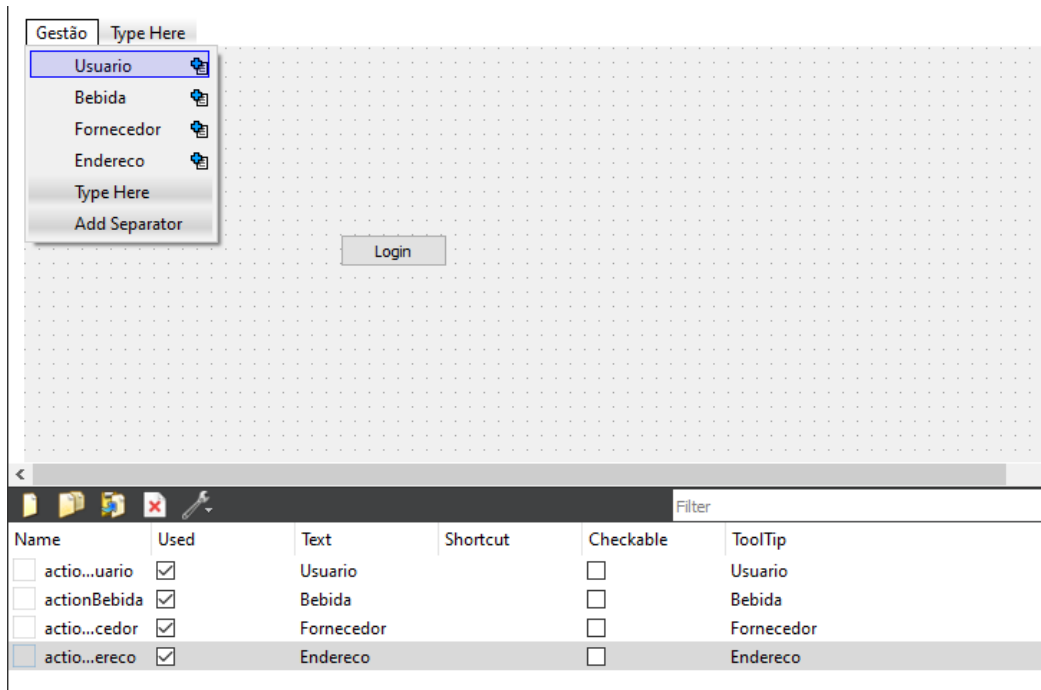 Gestão Type Here
Usuario
Bebida
Fornecedor
Endereco
Type Here
Add Separator
Login
Filter
Name Used Text Shortcut Checkable ToolTip
actio...uario Usuario Usuario
actionBebida Bebida Bebida
actio...cedor Fornecedor Fornecedor
actio...ereco Endereco Endereco